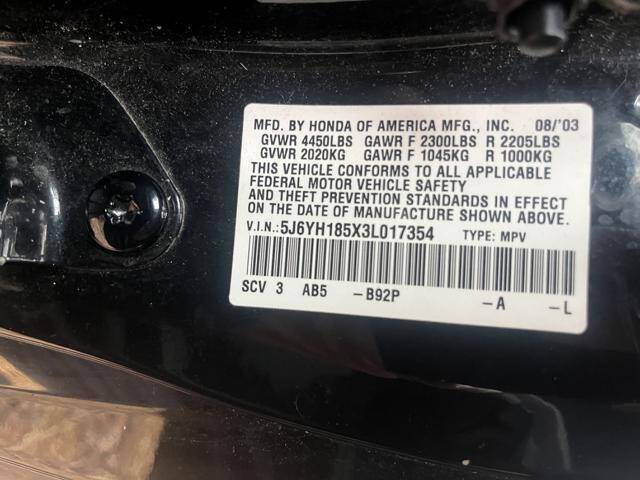 MFD. BY HONDA OF AMERICA MFG., INC. 08/'03
GVWR 4450LBS GAWR F 2300LBS R 2205LBS
GVWR 2020KG GAWR F 1045KG R 1000KG
THIS VEHICLE CONFORMS TO ALL APPLICABLE
FEDERAL MOTOR VEHICLE SAFETY
AND THEFT PREVENTION STANDARDS IN EFFECT
ON THE DATE OF MANUFACTURE SHOWN ABOVE.
V.I.N.:5J6YH185X3L017354 TYPE: MPV
SCV 3 AB5 -B92P -A -L